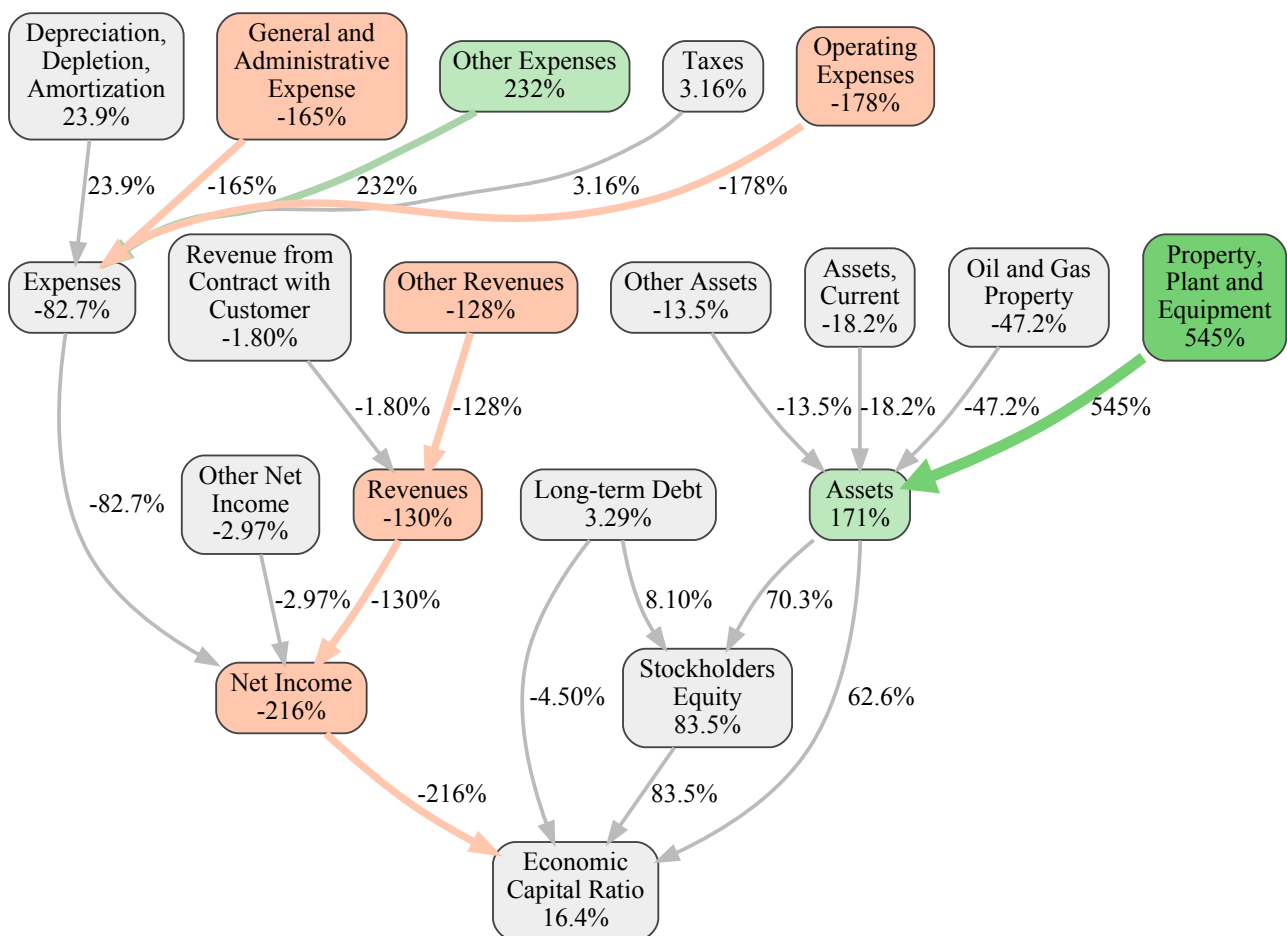 Depreciation,
Depletion,
Amortization
23.9%
General and
Administrative
Expense
-165%
Other Expenses
232%
Taxes
3.16%
Operating
Expenses
-178%
23.9%
-165%
232%
3.16%
-178%
Expenses
-82.7%
Revenue from
Contract with
Customer
-1.80%
Other Revenues
-128%
Other Assets
-13.5%
Assets,
Current
-18.2%
Oil and Gas
Property
-47.2%
Property,
Plant and
Equipment
545%
-1.80%
-128%
-13.5%
-18.2%
-47.2%
545%
-82.7%
Other Net
Income
-2.97%
Revenues
-130%
Long-term Debt
3.29%
Assets
171%
-2.97%
-130%
8.10%
70.3%
Net Income
-216%
-4.50%
Stockholders
Equity
83.5%
62.6%
-216%
83.5%
Economic
Capital Ratio
16.4%